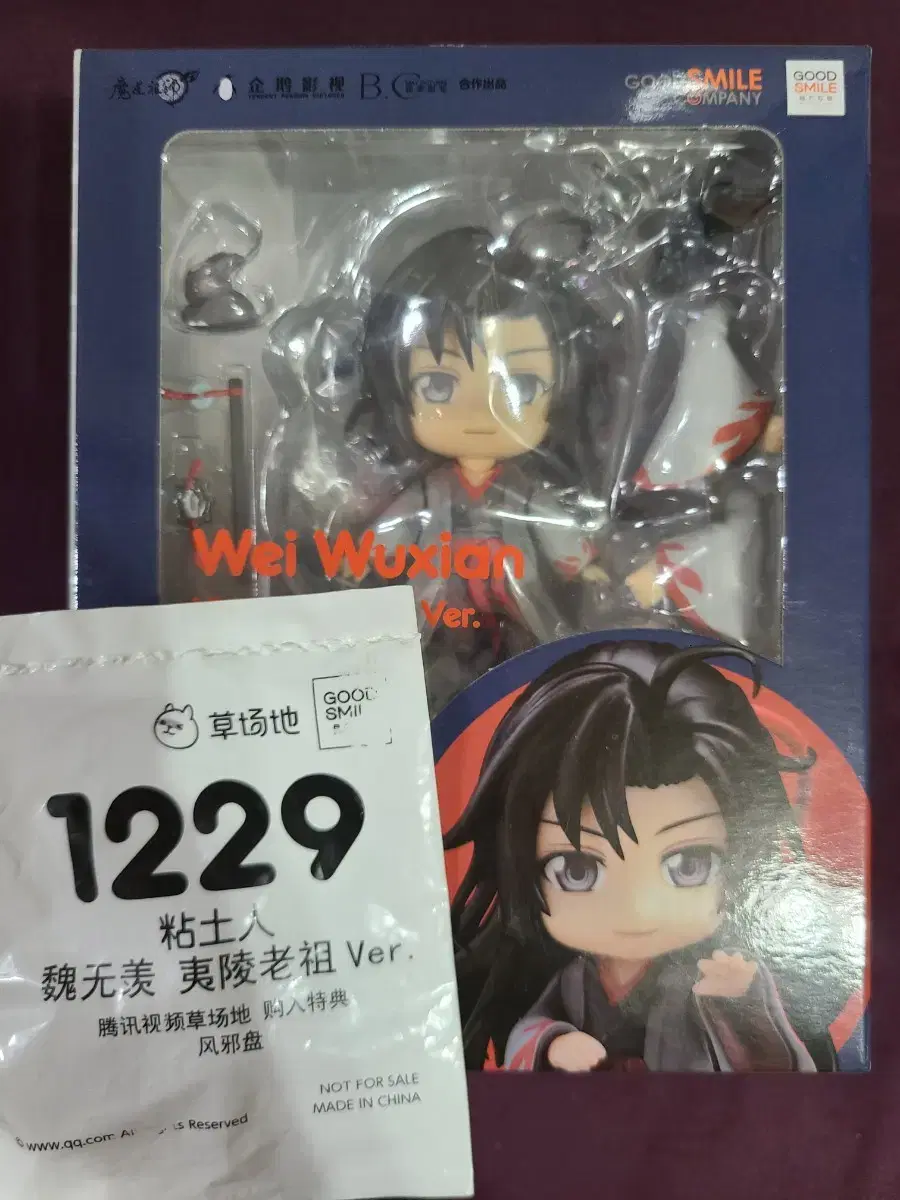 魔道祖师
企鹅影视
TENCENT PENGUIN PICTURES
B.C
合作出品
GOOD SMILE
COMPANY
GOOD
SMILE
Wei Wuxian
Ver.
草场地
GOOD
SMI
1229
粘土人
魏无羡 夷陵老祖 Ver.
腾讯视频草场地 购入特典
风邪盘
NOT FOR SALE
MADE IN CHINA
© www.qq.com Reserved